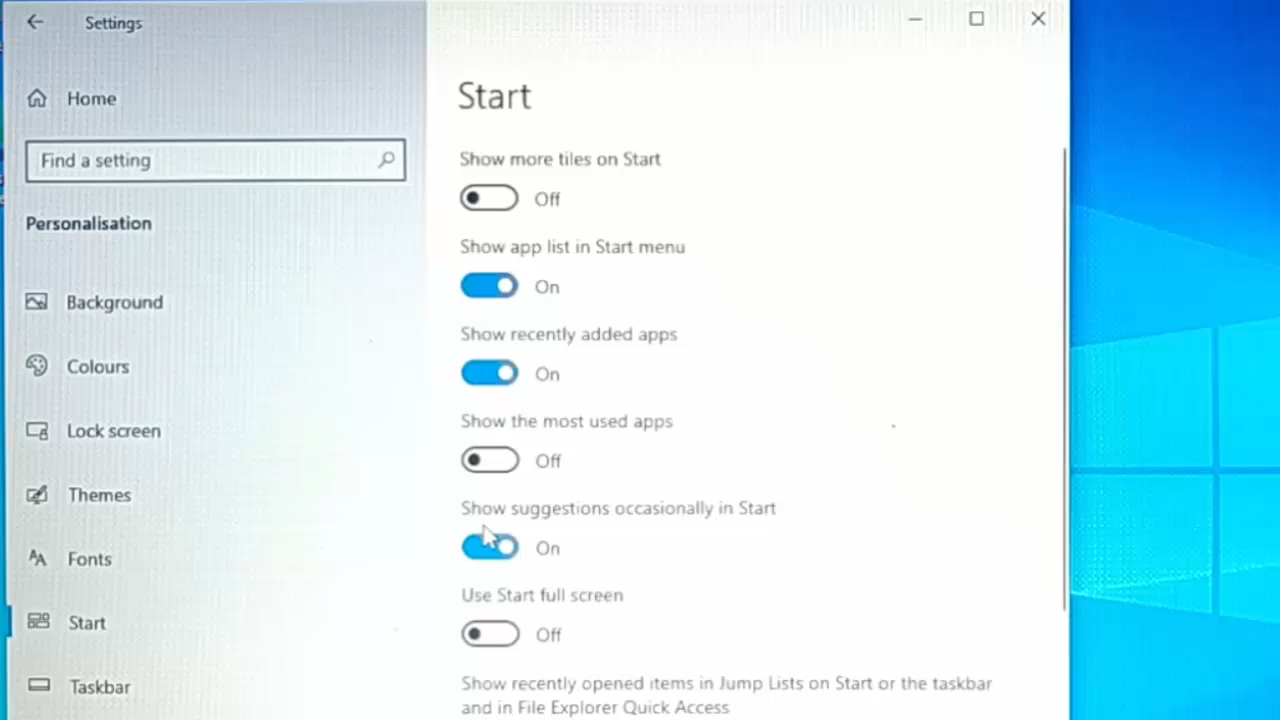 Settings
Home
Find a setting
Personalisation
Background
Colours
Lock screen
Themes
Fonts
Start
Taskbar
Start
Show more tiles on Start
Off
Show app list in Start menu
On
Show recently added apps
On
Show the most used apps
Off
Show suggestions occasionally in Start
On
Use Start full screen
Off
Show recently opened items in Jump Lists on Start or the taskbar
and in File Explorer Quick Access